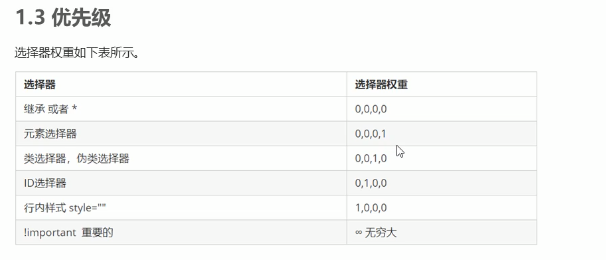 1.3 优先级
选择器权重如下表所示。
选择器 选择器权重
继承 或者 * 0,0,0,0
元素选择器 0,0,0,1
类选择器，伪类选择器 0,0,1,0
ID选择器 0,1,0,0
行内样式 style="" 1,0,0,0
!important 重要的 ∞ 无穷大